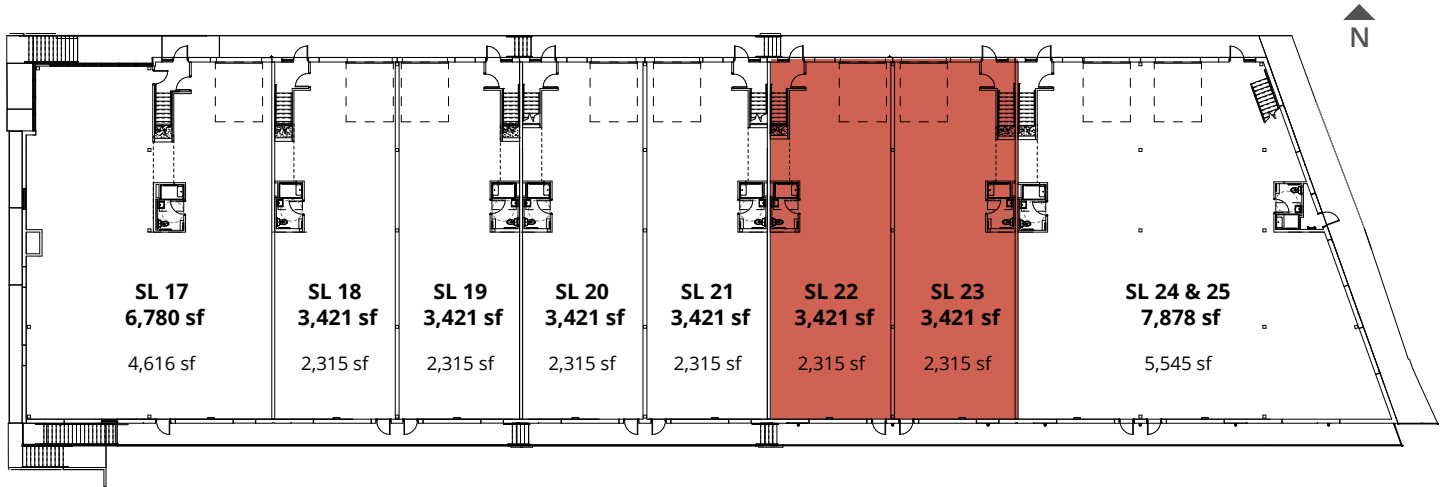 N
SL 17
6,780 sf
4,616 sf
SL 18
3,421 sf
2,315 sf
SL 19
3,421 sf
2,315 sf
SL 20
3,421 sf
2,315 sf
SL 21
3,421 sf
2,315 sf
SL 22
3,421 sf
2,315 sf
SL 23
3,421 sf
2,315 sf
SL 24 & 25
7,878 sf
5,545 sf